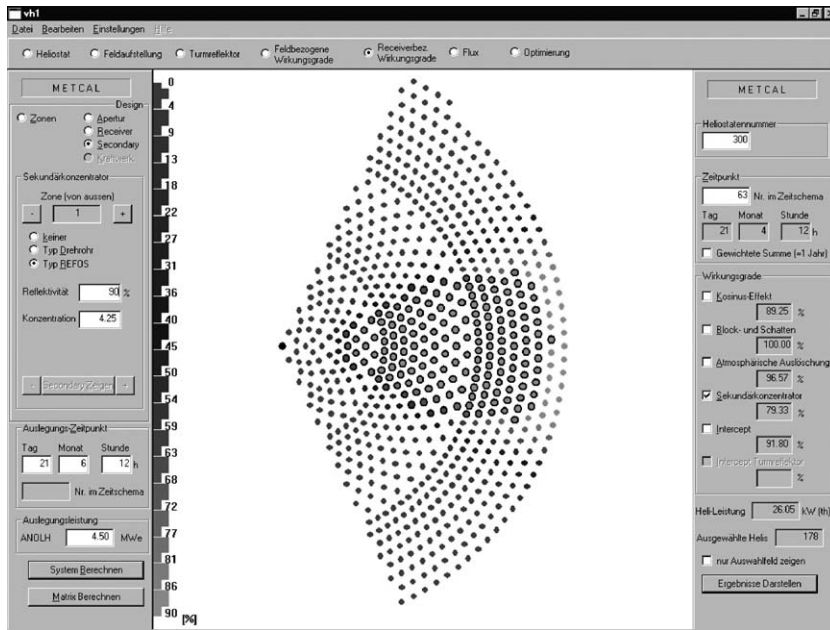 vh1
Datei Bearbeiten Einstellungen Hilfe
Heliostat Feldaufstellung Turmreflektor Feldbezogene Wirkungsgrade Receiverbez. Wirkungsgrade Flux Optimierung
METCAL
Design
Zonen
Apertur
Receiver
Secondary
Kraftwerk
Sekundärkonzentrator
Zone (von aussen)
- 1 +
keiner
Typ Drehrohr
Typ REFOS
Reflektivität 90 %
Konzentration 4.25
- Secondary Zeigen +
Auslegungs-Zeitpunkt
Tag Monat Stunde
21 6 12 h
Nr. im Zeitschema
Auslegungsleistung
ANOLH 4.50 MWe
System Berechnen
Matrix Berechnen
0
4
9
13
18
22
27
31
36
40
45
50
54
59
63
68
72
77
81
86
90 [%]
METCAL
Heliostatennummer
300
Zeitpunkt
63 Nr. im Zeitschema
Tag Monat Stunde
21 4 12 h
Gewichtete Summe (=1 Jahr)
Wirkungsgrade
Kosinus-Effekt
89.25 %
Block- und Schatten
100.00 %
Atmosphärische Auslöschung
96.57 %
Sekundärkonzentrator
79.33 %
Intercept
91.80 %
Intercept Turmreflektor
%
Heli-Leistung 26.05 kW (th)
Ausgewählte Helis 178
nur Auswahlfeld zeigen
Ergebnisse Darstellen